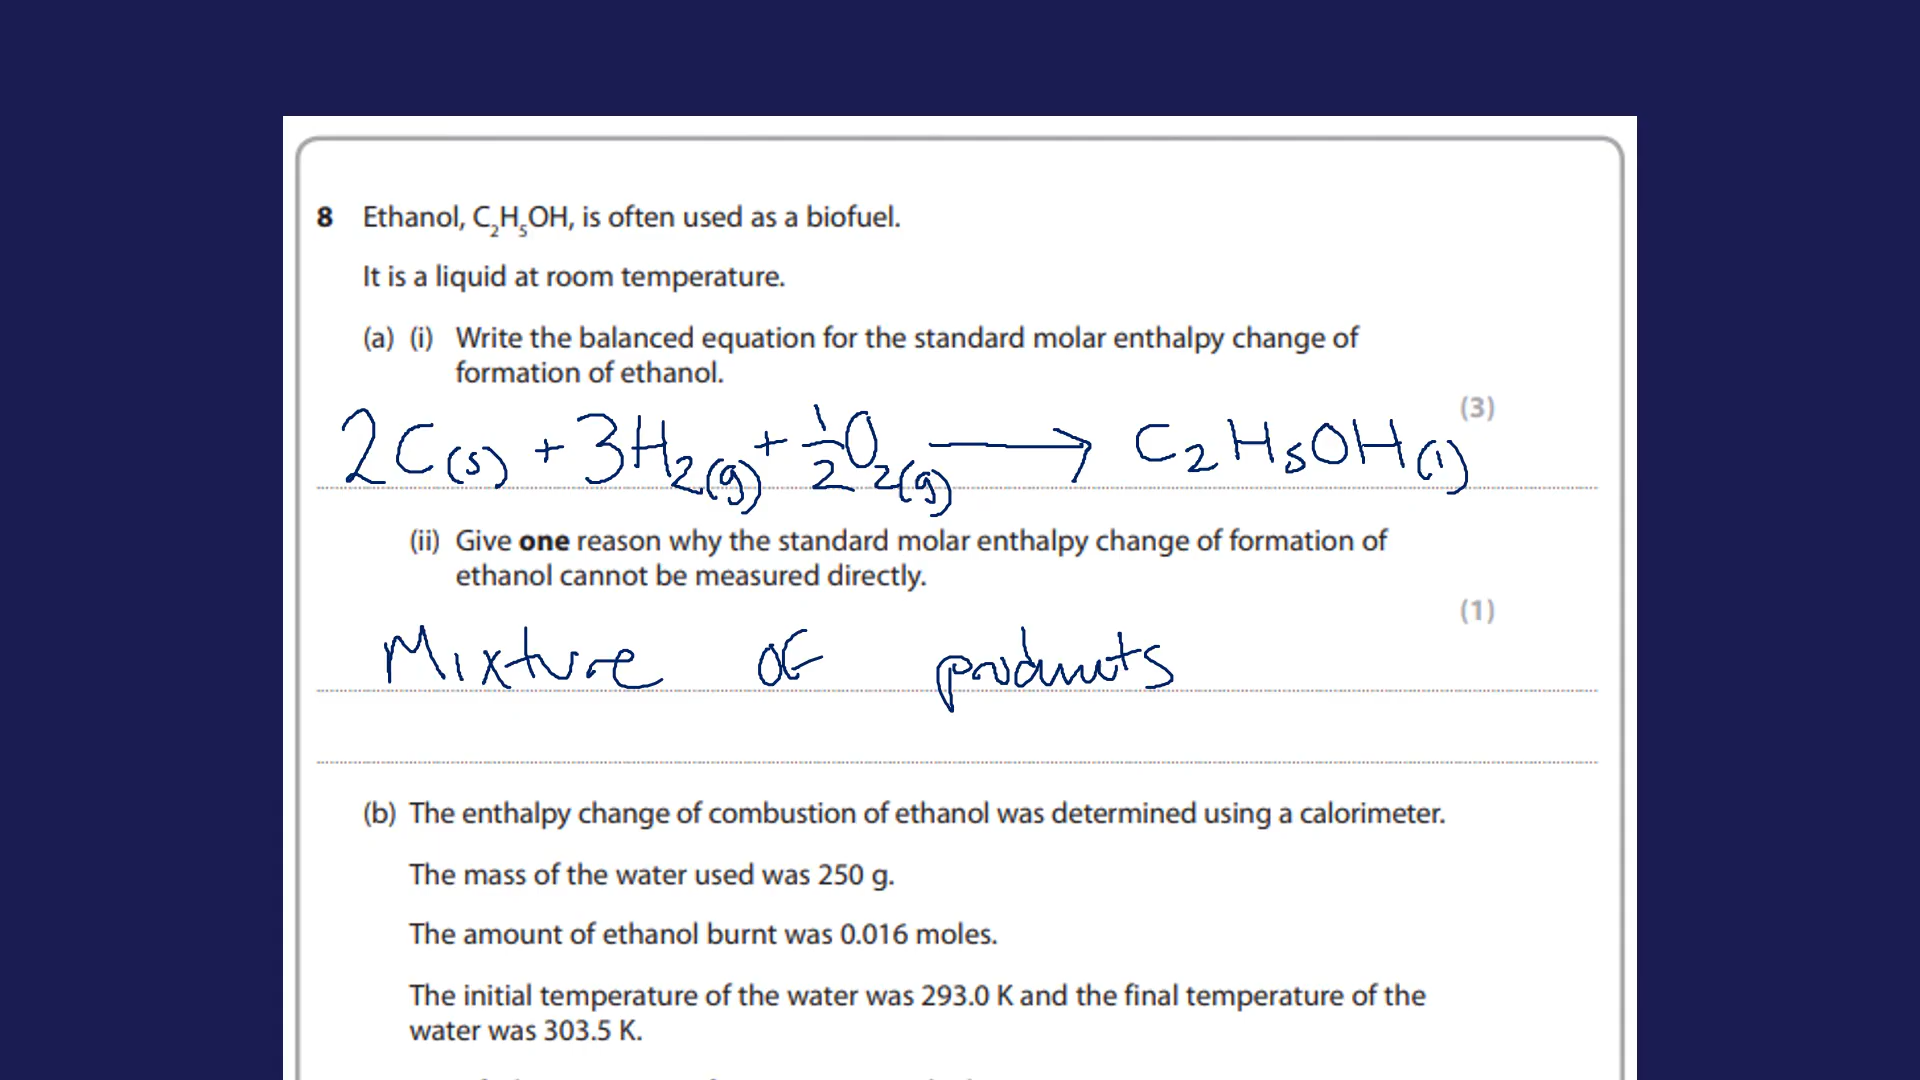 8 Ethanol, C₂H₅OH, is often used as a biofuel.
It is a liquid at room temperature.
(a) (i) Write the balanced equation for the standard molar enthalpy change of
formation of ethanol.
(3)
2C(s) + 3H₂(g) + ½O₂(g) ⟶ C₂H₅OH(l)
(ii) Give one reason why the standard molar enthalpy change of formation of
ethanol cannot be measured directly.
(1)
Mixture of products
(b) The enthalpy change of combustion of ethanol was determined using a calorimeter.
The mass of the water used was 250 g.
The amount of ethanol burnt was 0.016 moles.
The initial temperature of the water was 293.0 K and the final temperature of the
water was 303.5 K.